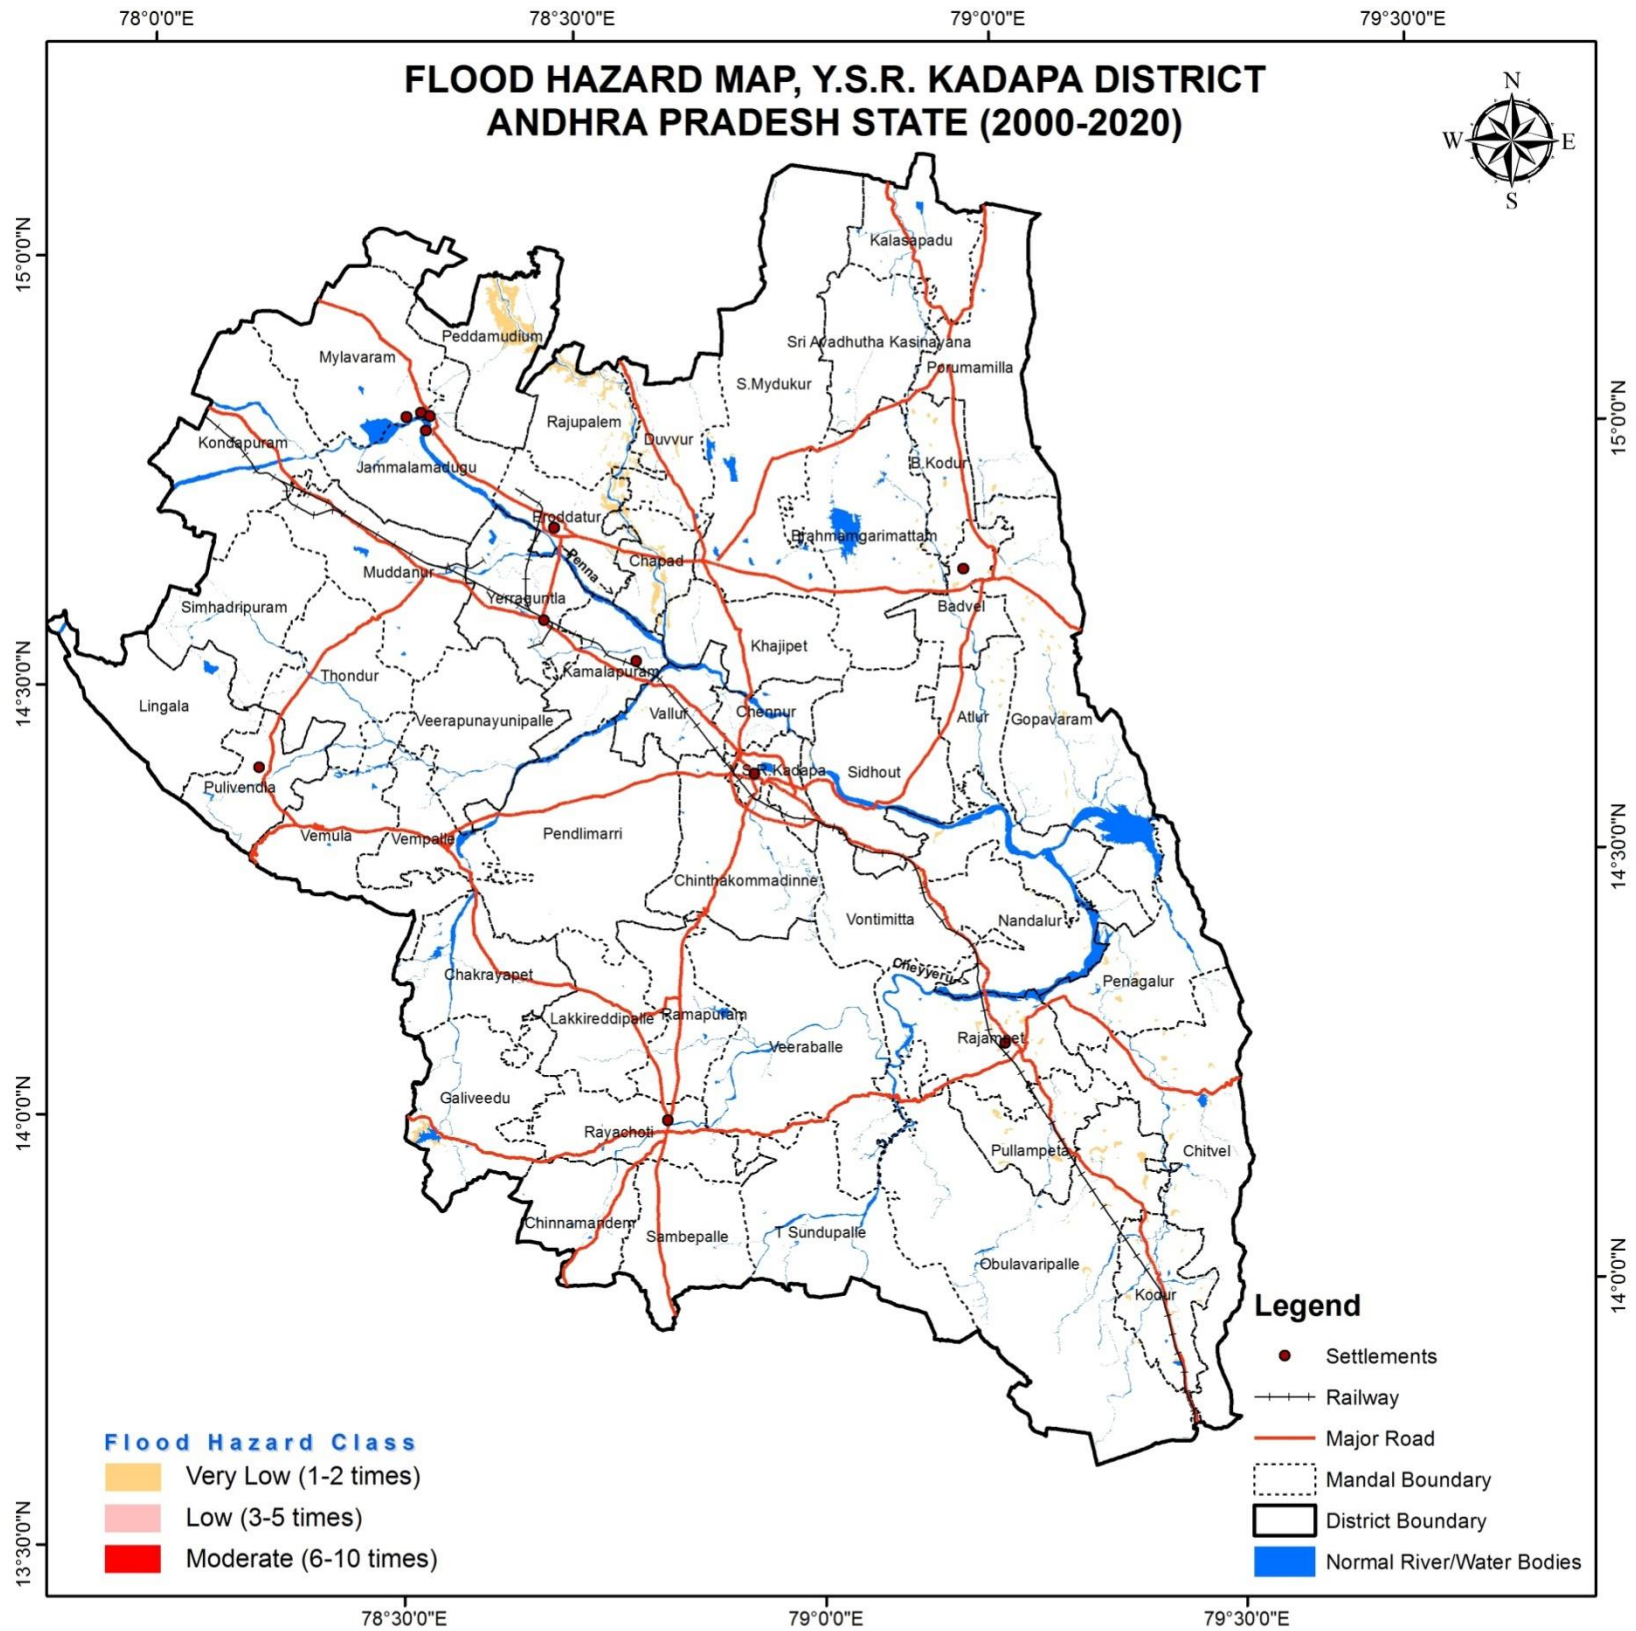 78°0'0"E
78°30'0"E
79°0'0"E
79°30'0"E
FLOOD HAZARD MAP, Y.S.R. KADAPA DISTRICT
ANDHRA PRADESH STATE (2000-2020)
N
W
E
S
15°0'0"N
14°30'0"N
14°0'0"N
13°30'0"N
15°0'0"N
14°30'0"N
14°0'0"N
Kalasapadu
Peddamudium
Mylavaram
Sri Avadhutha Kasinayana
Porumamilla
S.Mydukur
Rajupalem
Duvvur
Kondapuram
Jammalamadugu
B.Kodur
Proddatur
Brahmamgarimattam
Penna
Chapad
Muddanur
Yerraguntla
Simhadripuram
Badvel
Khajipet
Thondur
Kamalapuram
Lingala
Veerapunayunipalle
Vallur
Chennur
Atlur
Gopavaram
Y.S.R.Kadapa
Sidhout
Pulivendla
Vemula
Vempalle
Pendlimarri
Chinthakommadinne
Vontimitta
Nandalur
Cheyyeru
Chakrayapet
Penagalur
Lakkireddipalle
Ramapuram
Rajampet
Veeraballe
Galiveedu
Rayachoti
Pullampeta
Chitvel
Chinnamandem
Sambepalle
T Sundupalle
Obulavaripalle
Kodur
Legend
Settlements
Railway
Major Road
Mandal Boundary
District Boundary
Normal River/Water Bodies
Flood Hazard Class
Very Low (1-2 times)
Low (3-5 times)
Moderate (6-10 times)
78°30'0"E
79°0'0"E
79°30'0"E